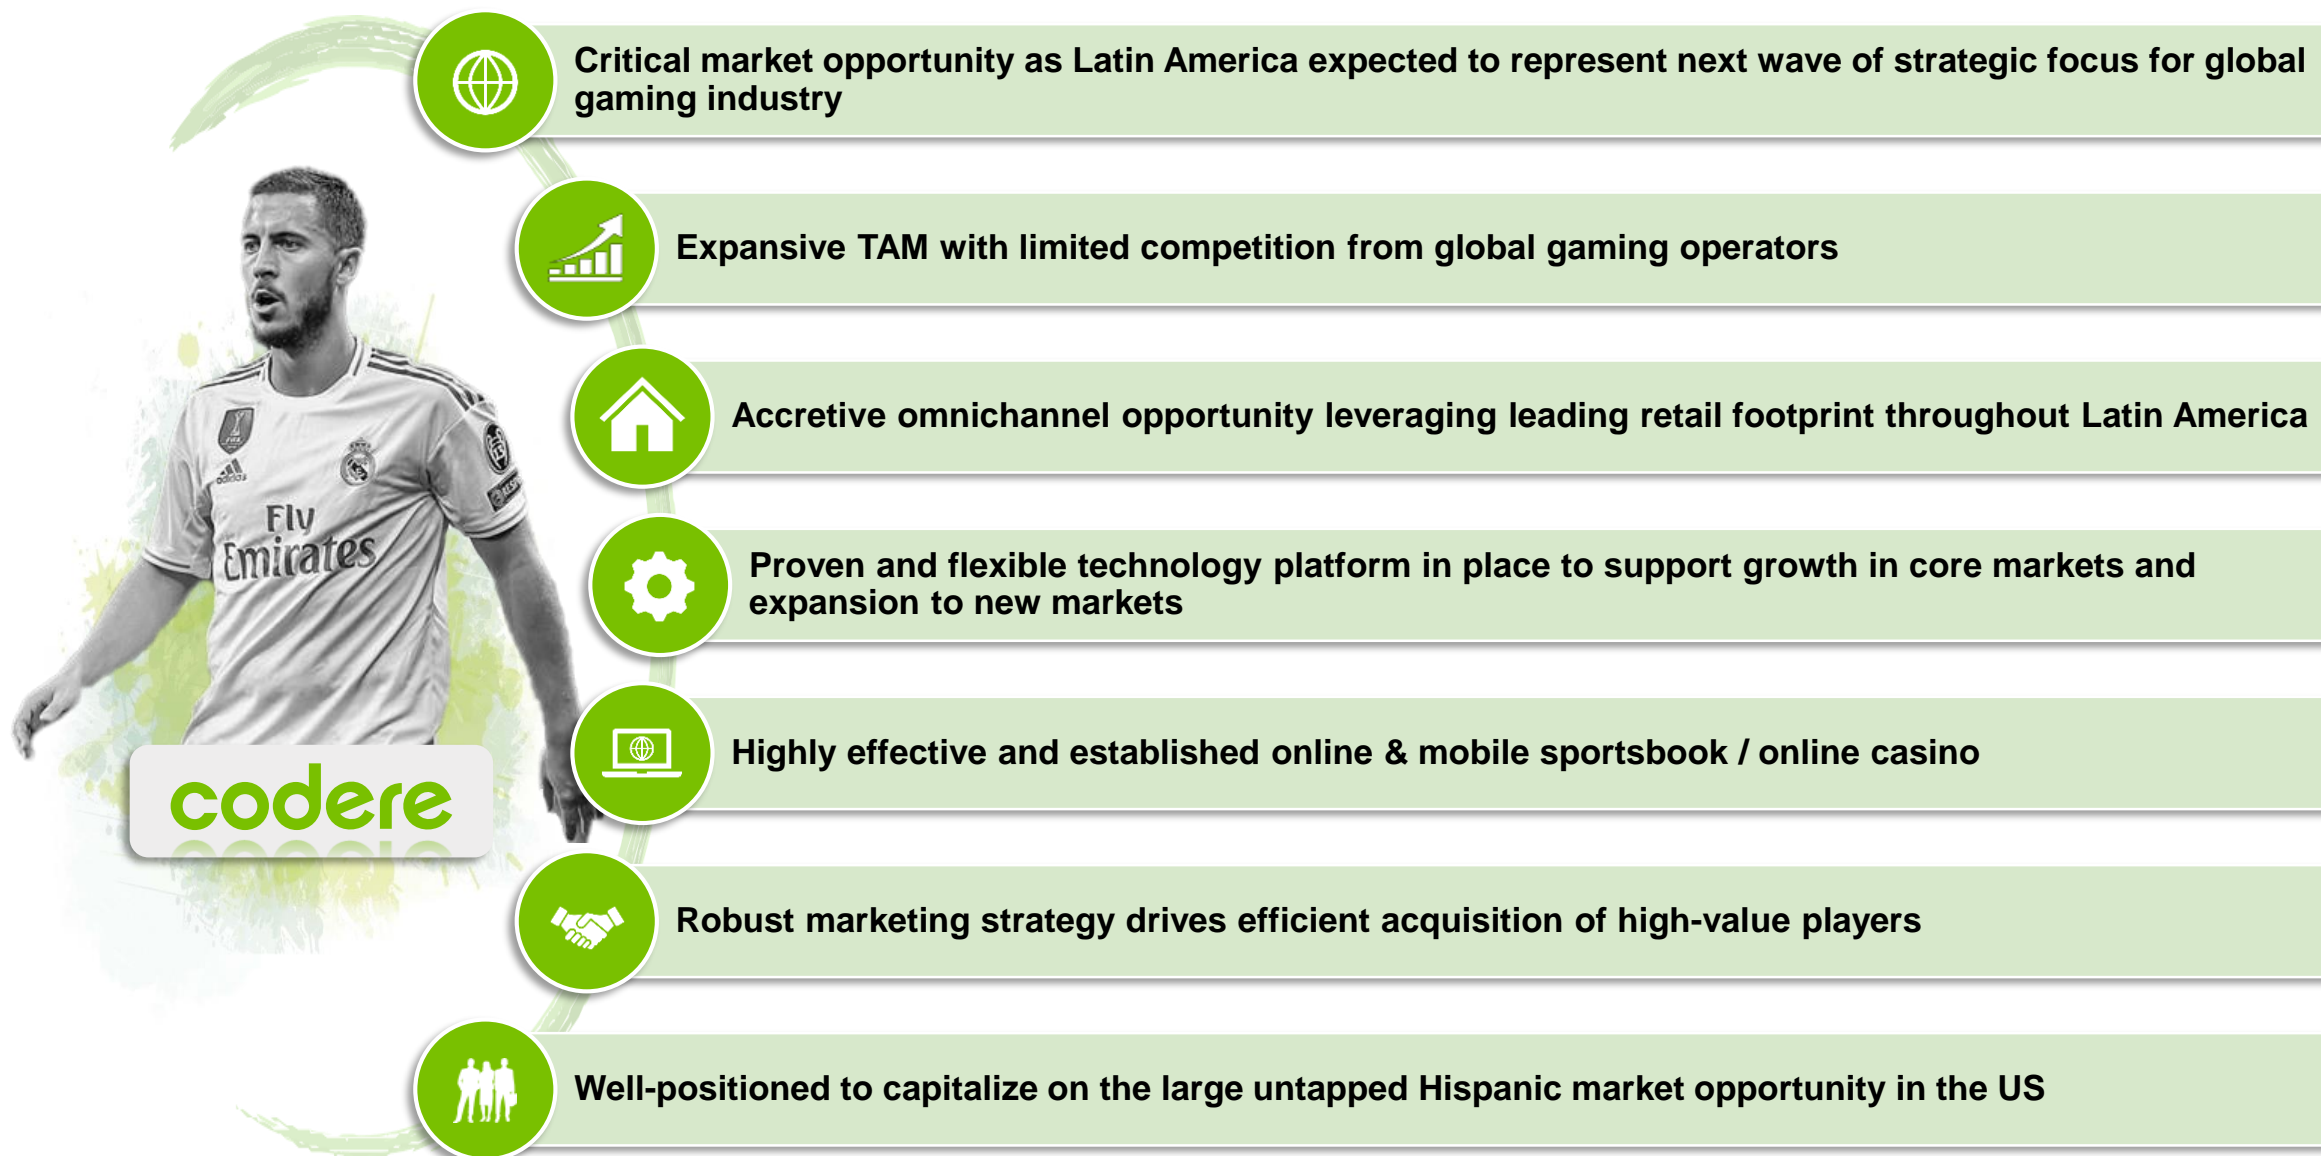 Critical market opportunity as Latin America expected to represent next wave of strategic focus for global
gaming industry
Expansive TAM with limited competition from global gaming operators
Accretive omnichannel opportunity leveraging leading retail footprint throughout Latin America
adidas
Fly
Emirates
Proven and flexible technology platform in place to support growth in core markets and
expansion to new markets
Highly effective and established online & mobile sportsbook / online casino
codere
Robust marketing strategy drives efficient acquisition of high-value players
Well-positioned to capitalize on the large untapped Hispanic market opportunity in the US